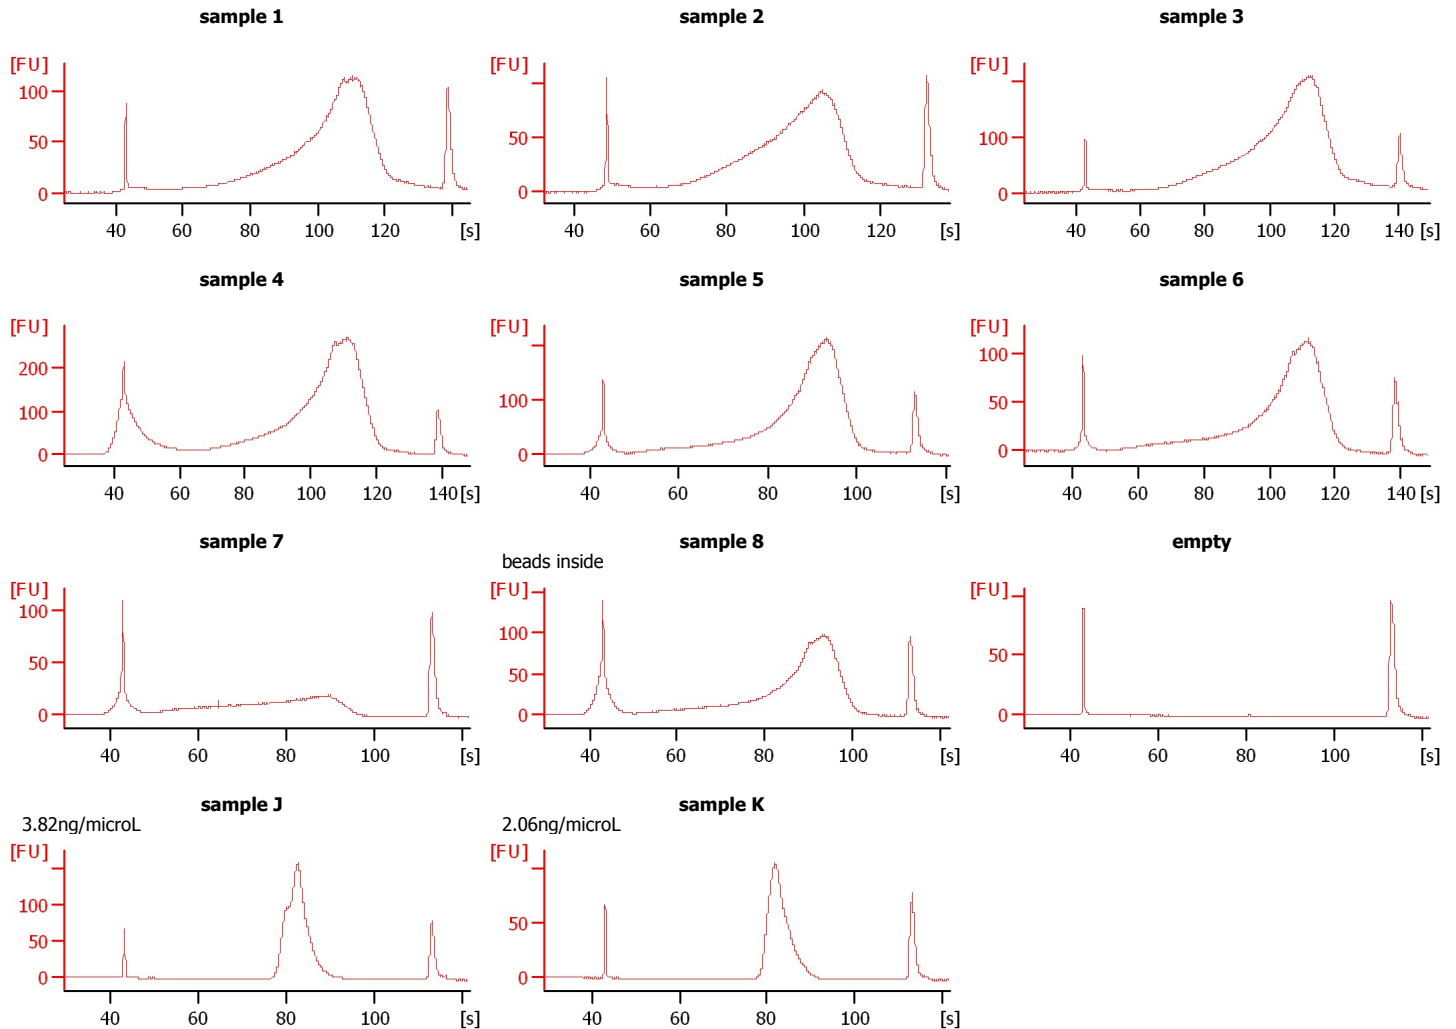 sample 1
[FU]
100
50
0
40 60 80 100 120 [s]
sample 2
[FU]
50
0
40 60 80 100 120 [s]
sample 3
[FU]
100
0
40 60 80 100 120 140 [s]
sample 4
[FU]
200
100
0
40 60 80 100 120 140 [s]
sample 5
[FU]
100
0
40 60 80 100 [s]
sample 6
[FU]
100
50
0
40 60 80 100 120 140 [s]
sample 7
[FU]
100
50
0
40 60 80 100 [s]
sample 8
beads inside
[FU]
100
50
0
40 60 80 100 [s]
empty
[FU]
50
0
40 60 80 100 [s]
sample J
3.82ng/microL
[FU]
100
50
0
40 60 80 100 [s]
sample K
2.06ng/microL
[FU]
50
0
40 60 80 100 [s]